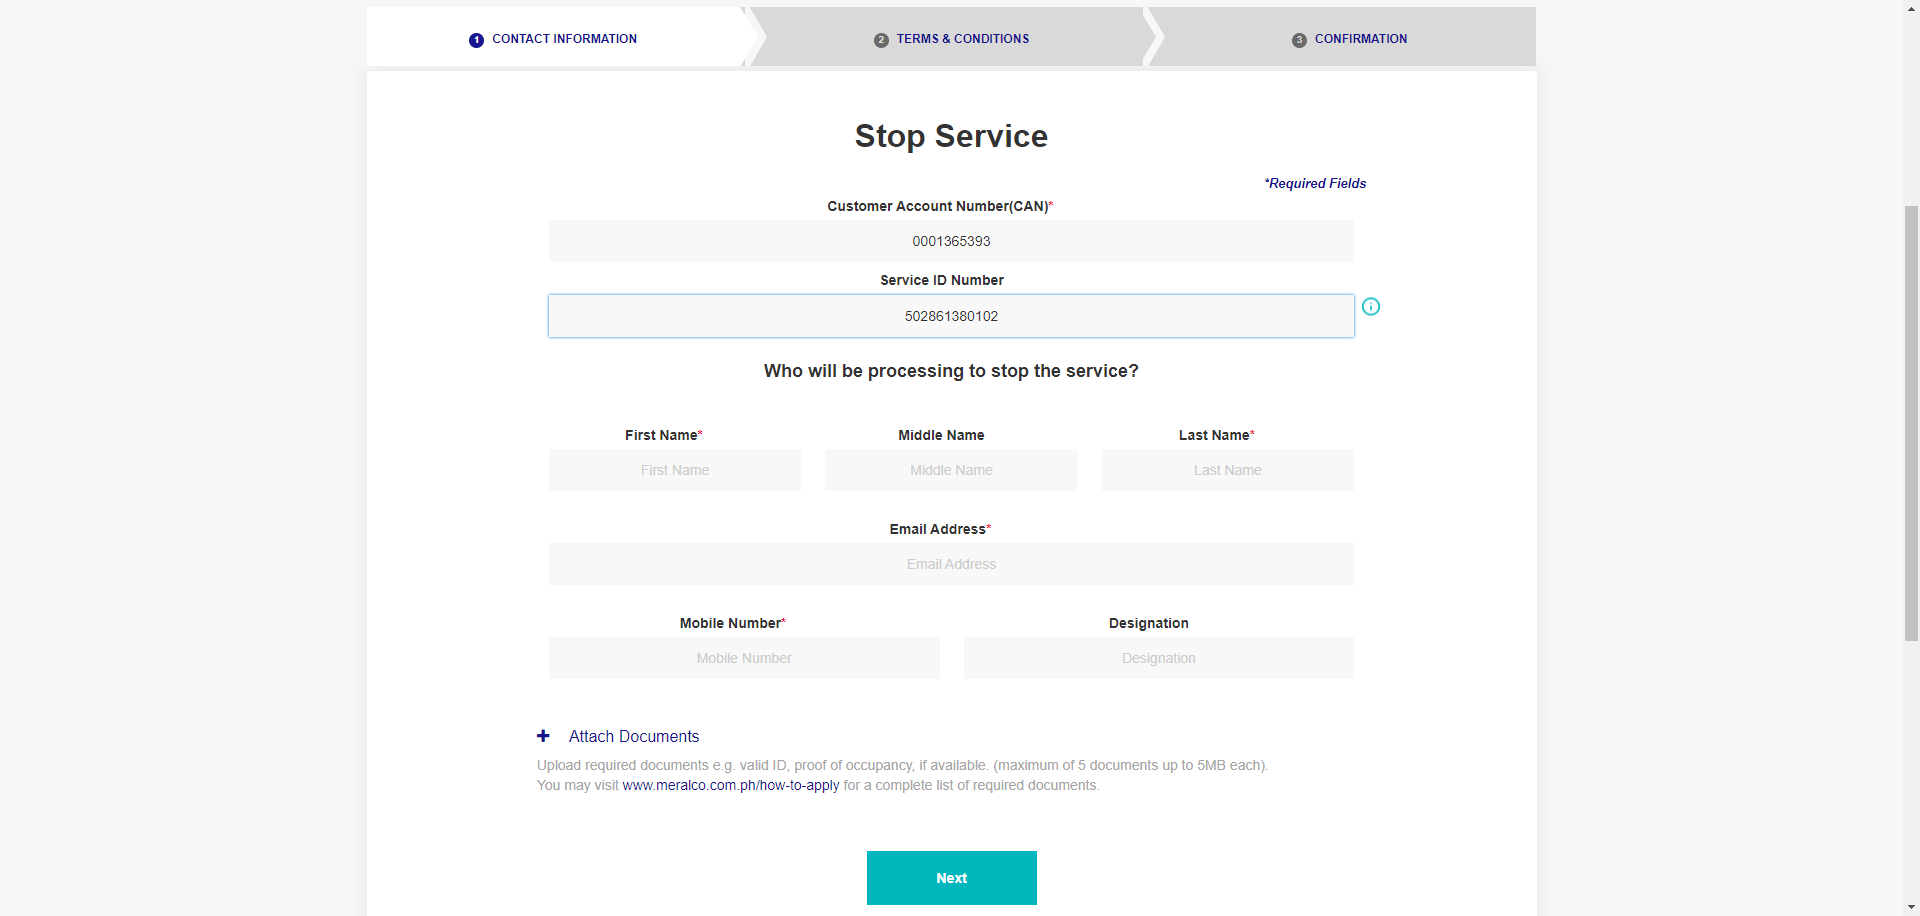 1 CONTACT INFORMATION
2 TERMS & CONDITIONS
3 CONFIRMATION
Stop Service
*Required Fields
Customer Account Number(CAN)*
0001365393
Service ID Number
502861380102
Who will be processing to stop the service?
First Name*
Middle Name
Last Name*
First Name
Middle Name
Last Name
Email Address*
Email Address
Mobile Number*
Designation
Mobile Number
Designation
+ Attach Documents
Upload required documents e.g. valid ID, proof of occupancy, if available. (maximum of 5 documents up to 5MB each).
You may visit www.meralco.com.ph/how-to-apply for a complete list of required documents.
Next